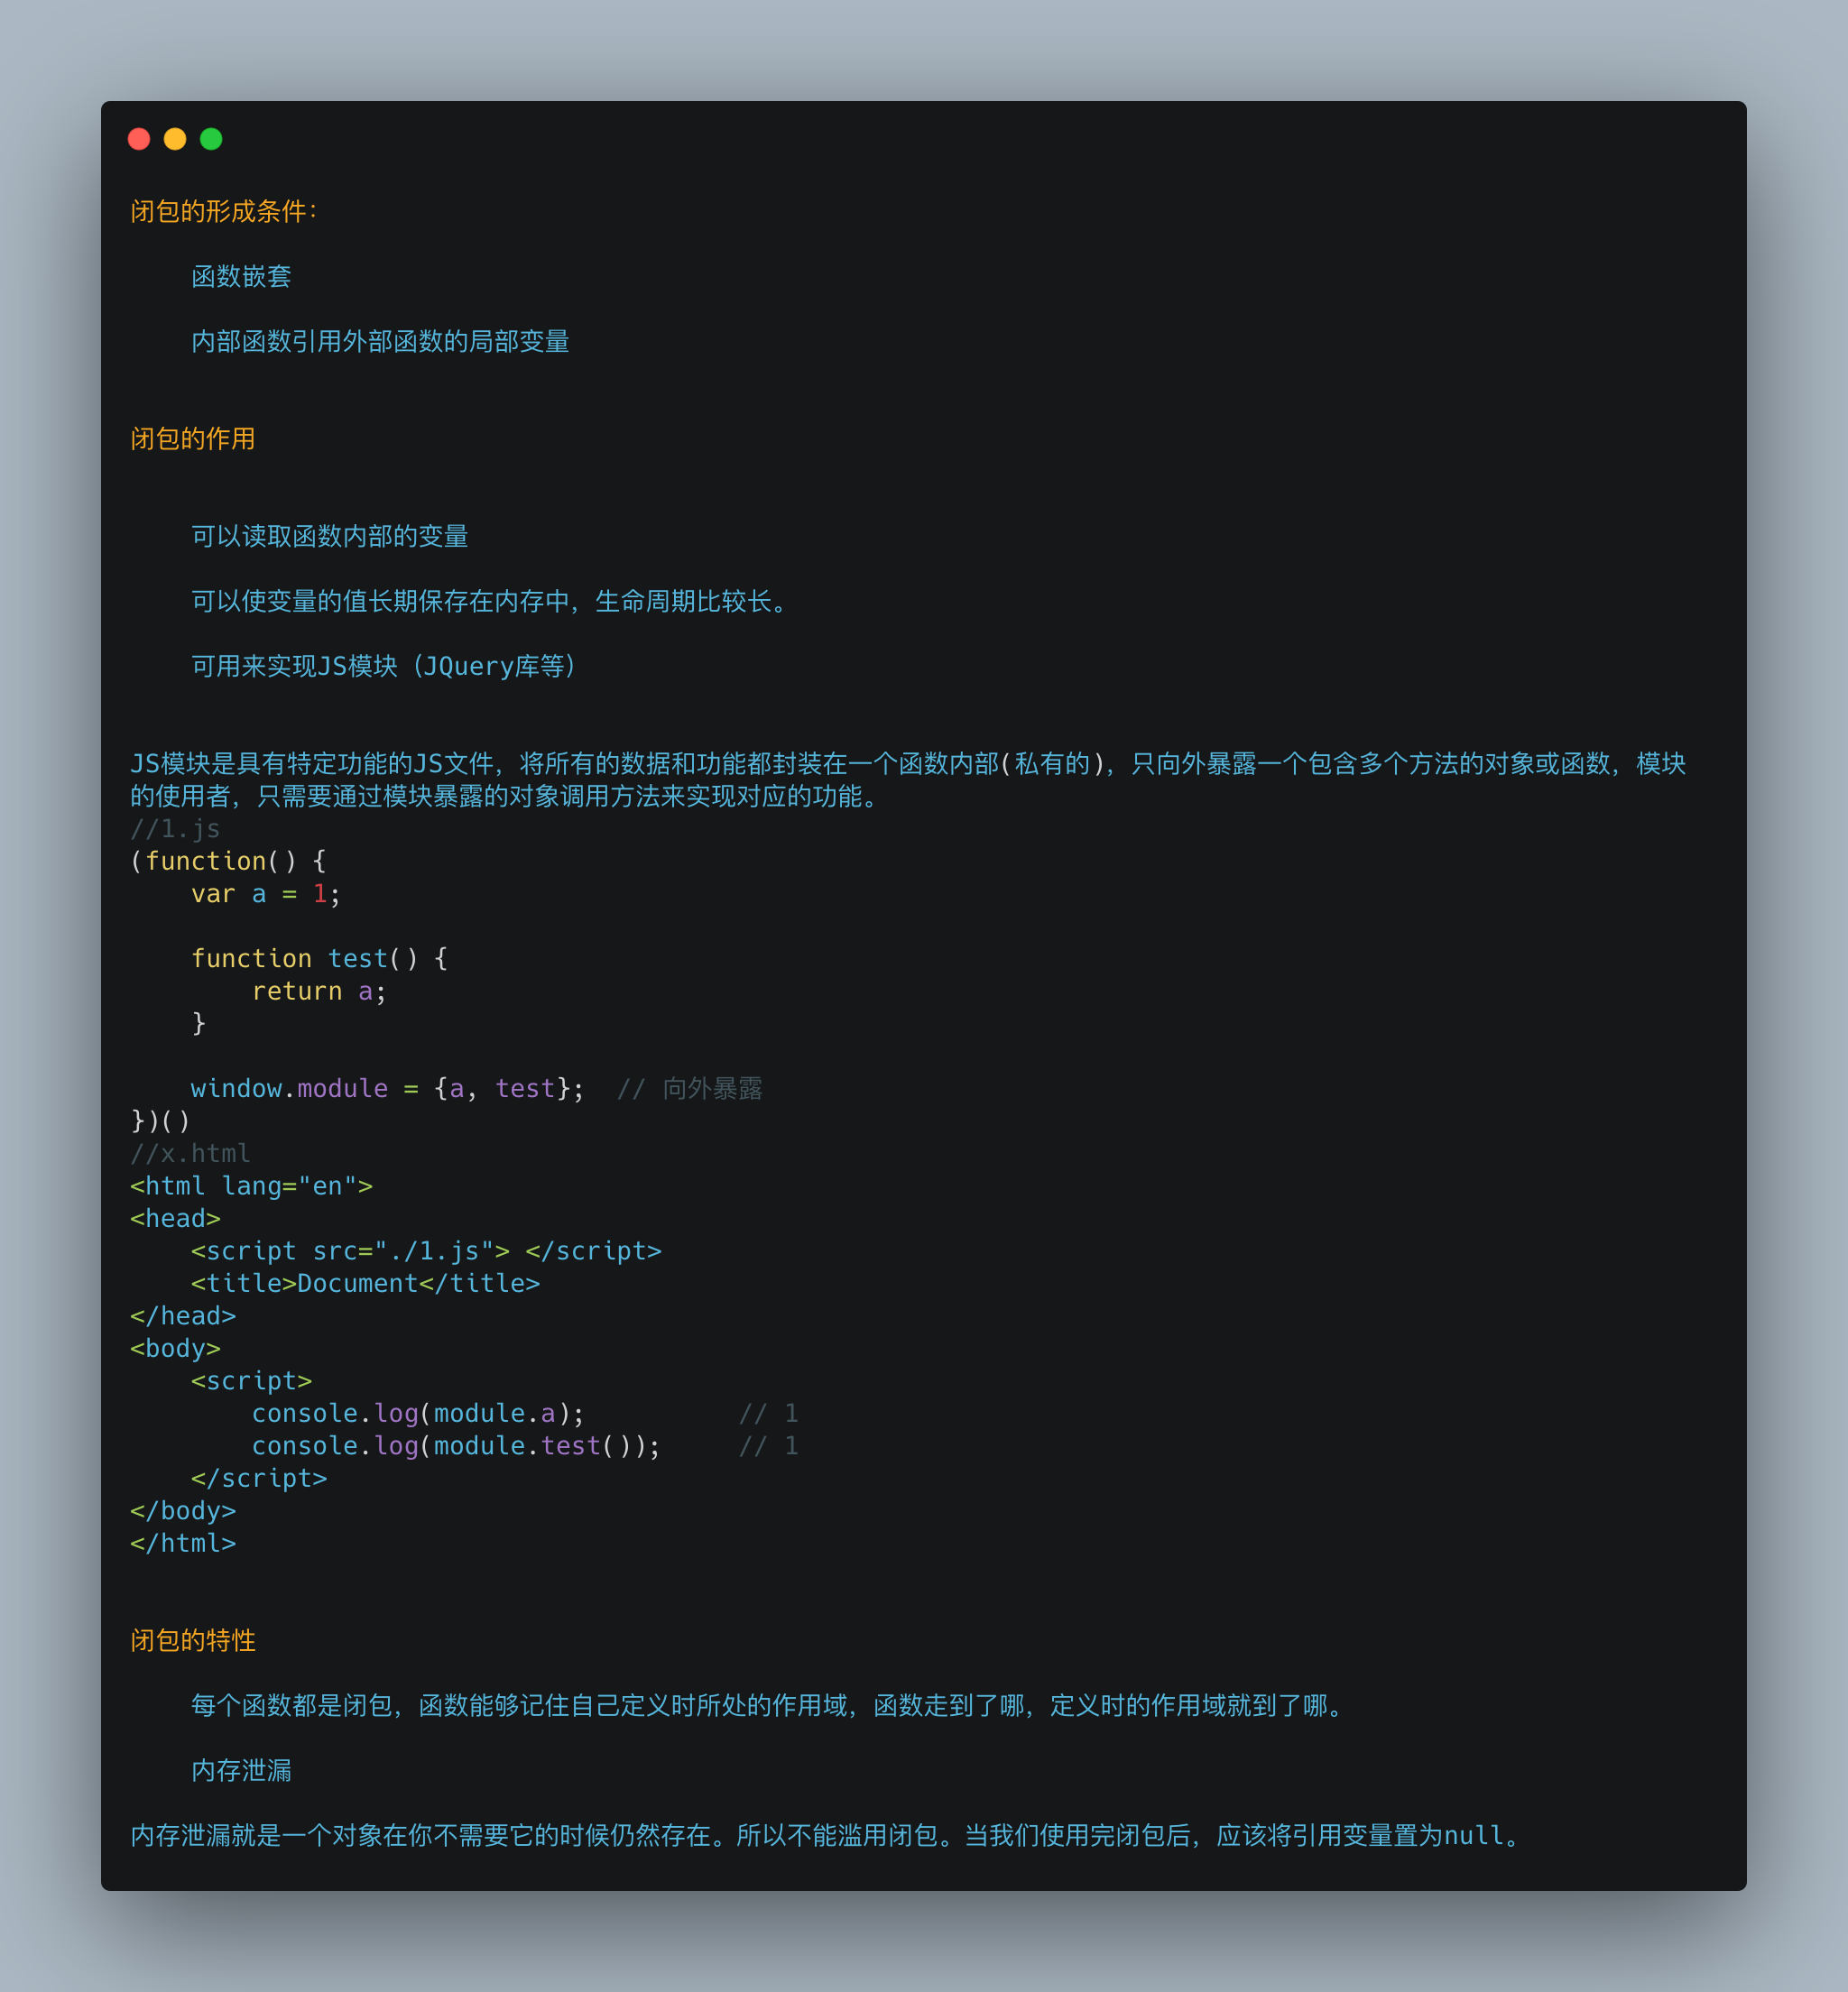 闭包的形成条件：
    函数嵌套
    内部函数引用外部函数的局部变量
闭包的作用
    可以读取函数内部的变量
    可以使变量的值长期保存在内存中，生命周期比较长。
    可用来实现JS模块（JQuery库等）
JS模块是具有特定功能的JS文件，将所有的数据和功能都封装在一个函数内部(私有的)，只向外暴露一个包含多个方法的对象或函数，模块
的使用者，只需要通过模块暴露的对象调用方法来实现对应的功能。
//1.js
(function() {
    var a = 1;
    function test() {
        return a;
    }
    window.module = {a, test};  // 向外暴露
})()
//x.html
<html lang="en">
<head>
    <script src="./1.js"> </script>
    <title>Document</title>
</head>
<body>
    <script>
        console.log(module.a);          // 1
        console.log(module.test());     // 1
    </script>
</body>
</html>
闭包的特性
    每个函数都是闭包，函数能够记住自己定义时所处的作用域，函数走到了哪，定义时的作用域就到了哪。
    内存泄漏
内存泄漏就是一个对象在你不需要它的时候仍然存在。所以不能滥用闭包。当我们使用完闭包后，应该将引用变量置为null。